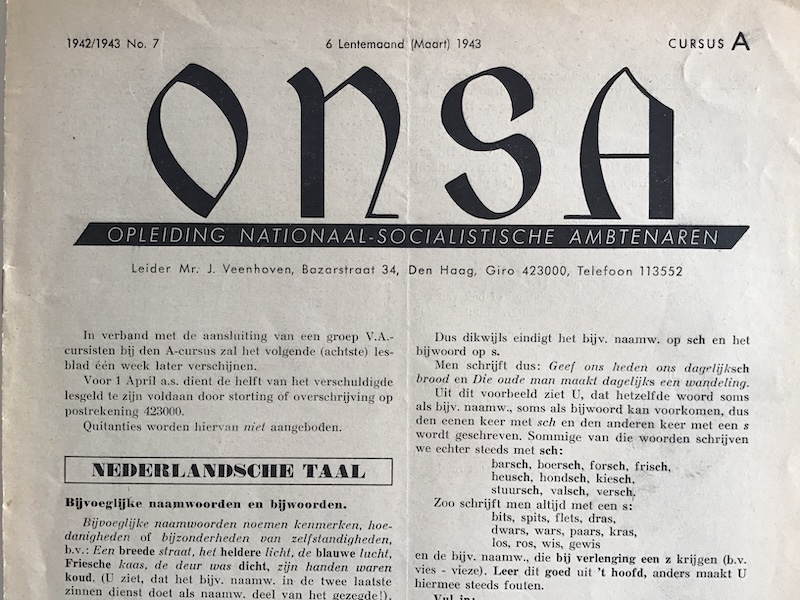 1942/1943 No. 7
6 Lentemaand (Maart) 1943
CURSUS A
ONSA
OPLEIDING NATIONAAL-SOCIALISTISCHE AMBTENAREN
Leider Mr. J. Veenhoven, Bazarstraat 34, Den Haag, Giro 423000, Telefoon 113552
In verband met de aansluiting van een groep V.A.-
cursisten bij den A-cursus zal het volgende (achtste) les-
blad één week later verschijnen.
Voor 1 April a.s. dient de helft van het verschuldigde
lesgeld te zijn voldaan door storting of overschrijving op
postrekening 423000.
Quitanties worden hiervan niet aangeboden.
NEDERLANDSCHE TAAL
Bijvoeglijke naamwoorden en bijwoorden.
Bijvoeglijke naamwoorden noemen kenmerken, hoe-
danigheden of bijzonderheden van zelfstandigheden,
b.v.: Een breede straat, het heldere licht, de blauwe lucht,
Friesche kaas, de deur was dicht, zijn handen waren
koud. (U ziet, dat het bijv. naamw. in de twee laatste
zinnen dienst doet als naamw. deel van het gezegde!).
Dus dikwijls eindigt het bijv. naamw. op sch en het
bijwoord op s.
Men schrijft dus: Geef ons heden ons dagelijksch
brood en Die oude man maakt dagelijks een wandeling.
Uit dit voorbeeld ziet U, dat hetzelfde woord soms
als bijv. naamw., soms als bijwoord kan voorkomen, dus
den eenen keer met sch en den anderen keer met een s
wordt geschreven. Sommige van die woorden schrijven
we echter steeds met sch:
barsch, boersch, forsch, frisch,
heusch, hondsch, kiesch,
stuursch, valsch, versch.
Zoo schrijft men altijd met een s:
bits, spits, flets, dras,
dwars, wars, paars, kras,
los, ros, wis, gewis
en de bijv. naamw., die bij verlenging een z krijgen (b.v.
vies - vieze). Leer dit goed uit 't hoofd, anders maakt U
hiermee steeds fouten.
Vul in: